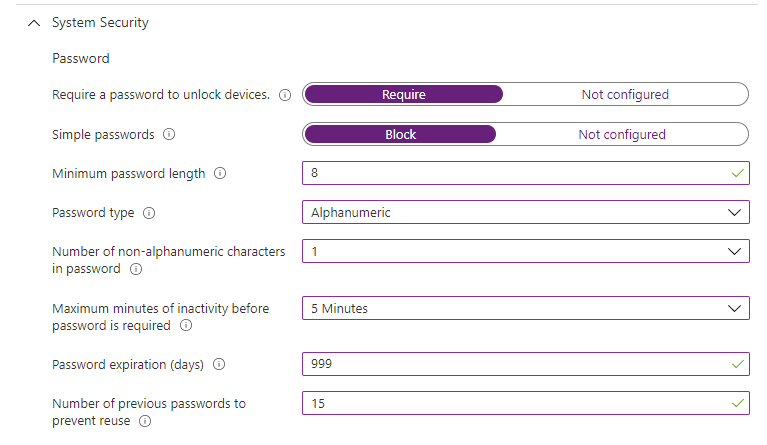 System Security
Password
Require a password to unlock devices.
Require
Not configured
Simple passwords
Block
Not configured
Minimum password length
8
Password type
Alphanumeric
Number of non-alphanumeric characters
in password
1
Maximum minutes of inactivity before
password is required
5 Minutes
Password expiration (days)
999
Number of previous passwords to
prevent reuse
15